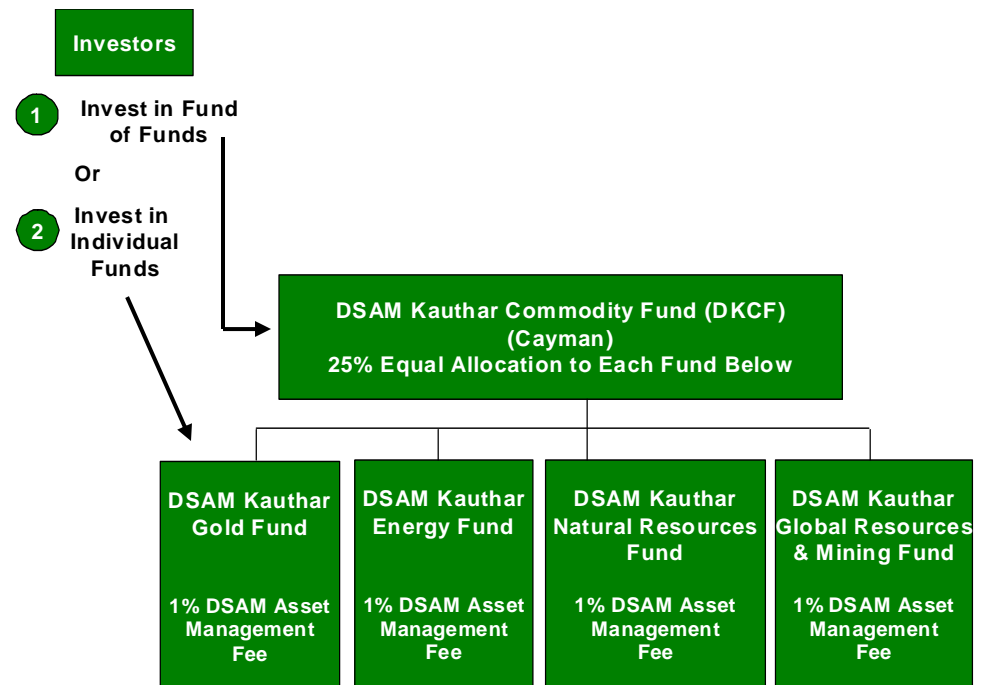 Investors
1
Invest in Fund
of Funds
Or
2
Invest in
Individual
Funds
DSAM Kauthar Commodity Fund (DKCF)
(Cayman)
25% Equal Allocation to Each Fund Below
DSAM Kauthar
Gold Fund
1% DSAM Asset
Management
Fee
DSAM Kauthar
Energy Fund
1% DSAM Asset
Management
Fee
DSAM Kauthar
Natural Resources
Fund
1% DSAM Asset
Management
Fee
DSAM Kauthar
Global Resources
& Mining Fund
1% DSAM Asset
Management
Fee